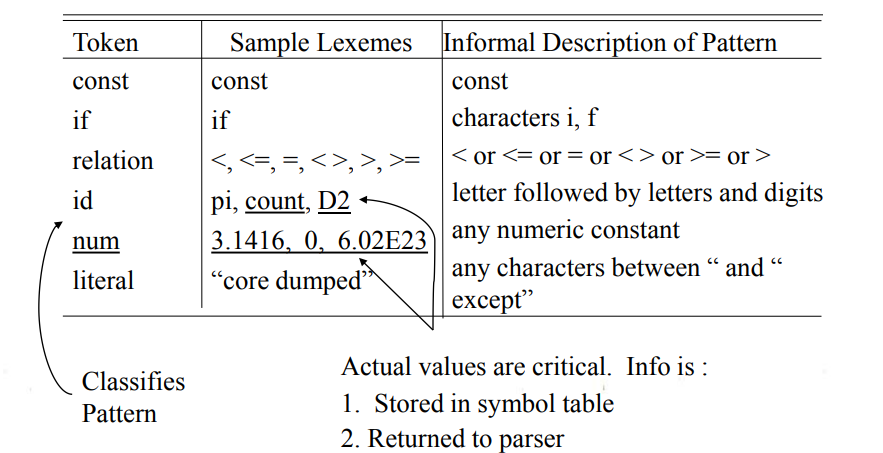 Token Sample Lexemes Informal Description of Pattern
const const const
if if characters i, f
relation <, <=, =, < >, >, >= < or <= or = or < > or >= or >
id pi, count, D2 letter followed by letters and digits
num 3.1416, 0, 6.02E23 any numeric constant
literal “core dumped” any characters between “ and “
except”
Classifies
Pattern
Actual values are critical. Info is :
1. Stored in symbol table
2. Returned to parser